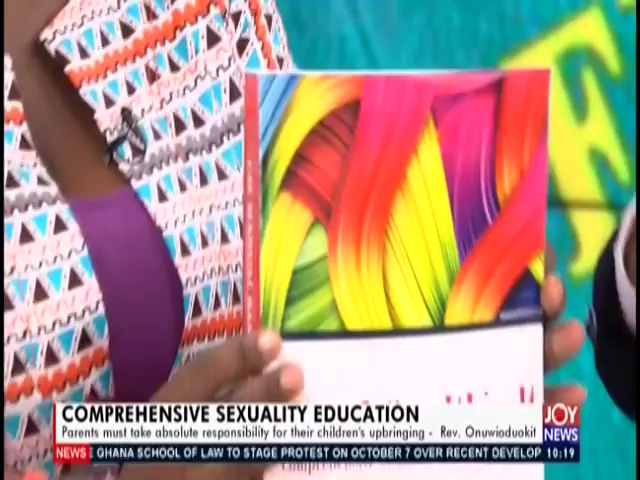 COMPREHENSIVE SEXUALITY EDUCATION
Parents must take absolute responsibility for their children's upbringing - Rev. Onuwioduokit
JOY
NEWS
NEWS
GHANA SCHOOL OF LAW TO STAGE PROTEST ON OCTOBER 7 OVER RECENT DEVELOP
10:19